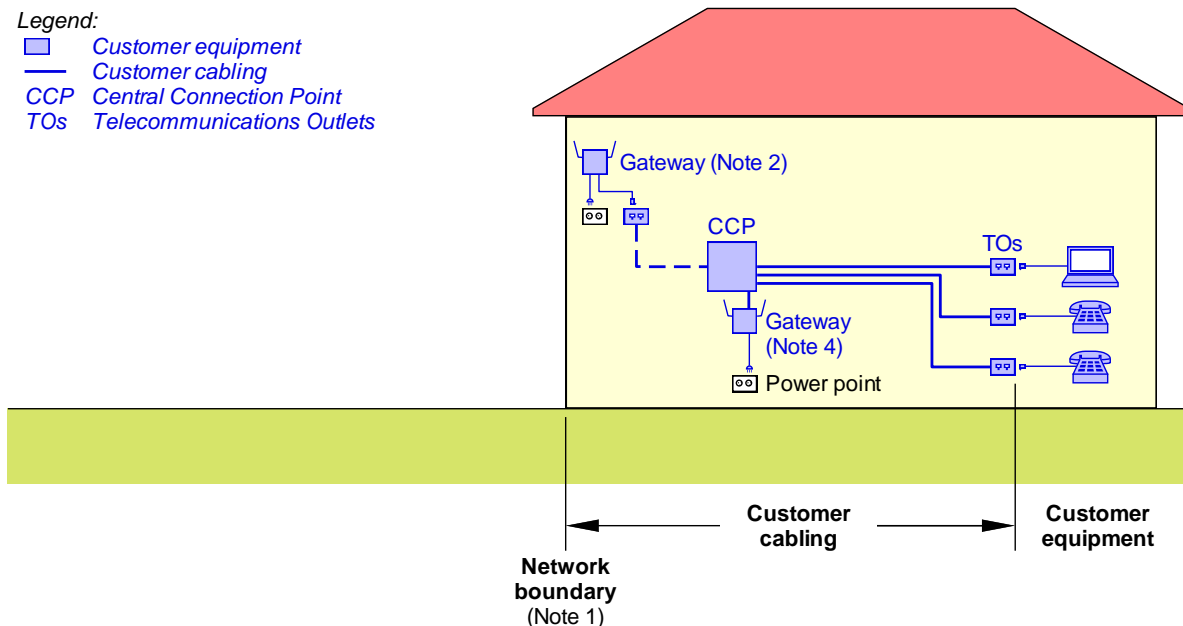 Legend:
Customer equipment
Customer cabling
CCP Central Connection Point
TOs Telecommunications Outlets
Gateway (Note 2)
CCP
TOs
Gateway
(Note 4)
Power point
Customer
cabling
Customer
equipment
Network
boundary
(Note 1)